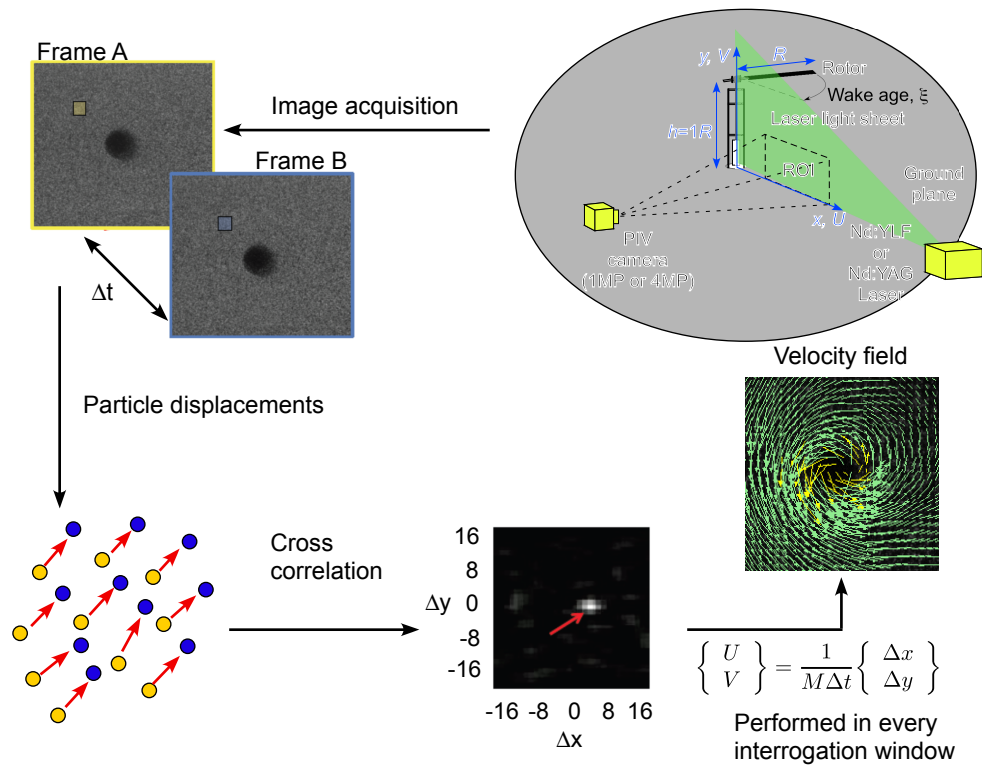 Frame A
Image acquisition
Frame B
Δt
y, V
R
Rotor
Wake age, ξ
h=1R
Laser light sheet
ROI
Ground
plane
x, U
PIV
camera
(1MP or 4MP)
Nd:YLF
or
Nd:YAG
Laser
Velocity field
Particle displacements
Cross
correlation
16
8
Δy 0
-8
-16
-16 -8 0 8 16
Δx
{ U V } = 1/MΔt { Δx Δy }
Performed in every
interrogation window